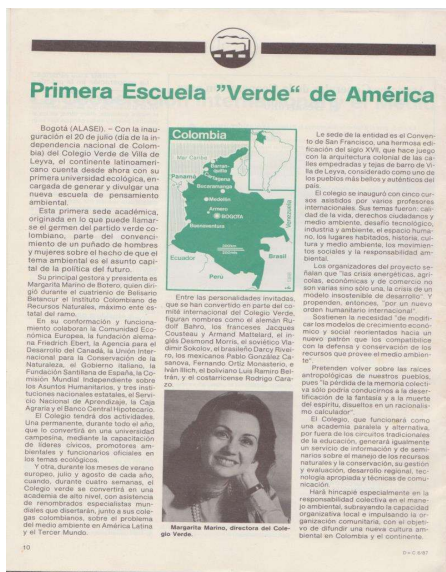 Primera Escuela "Verde" de América
Bogotá (ALASEI). – Con la inau-
guración el 20 de julio (día de la in-
dependencia nacional de Colom-
bia) del Colegio Verde de Villa de
Leyva, el continente latinoameri-
cano cuenta desde ahora con su
primera universidad ecológica, en-
cargada de generar y divulgar una
nueva escuela de pensamiento
ambiental.
Esta primera sede académica,
originada en lo que puede llamar-
se el germen del partido verde co-
lombiano, parte del convenci-
miento de un puñado de hombres
y mujeres sobre el hecho de que el
tema ambiental es el asunto capi-
tal de la política del futuro.
Su principal gestora y presidenta es
Margarita Marino de Botero, quien diri-
gió durante el cuatrienio de Belisario
Betancur el Instituto Colombiano de
Recursos Naturales, máximo ente es-
tatal del ramo.
En su conformación y funciona-
miento colaboran la Comunidad Eco-
nómica Europea, la fundación alema-
na Friedrich Ebert, la Agencia para el
Desarrollo del Canadá, la Unión Inter-
nacional para la Conservación de la
Naturaleza, el Gobierno italiano, la
Fundación Santillana de España, la Co-
misión Mundial Independiente sobre
los Asuntos Humanitarios, y tres insti-
tuciones nacionales estatales, el Servi-
cio Nacional de Aprendizaje, la Caja
Agraria y el Banco Central Hipotecario.
El Colegio tendrá dos actividades.
Una permanente, durante todo el año,
que lo convertirá en una universidad
campesina, mediante la capacitación
de líderes cívicos, promotores am-
bientales y funcionarios oficiales en
los temas ecológicos.
Y otra, durante los meses de verano
europeo, julio y agosto de cada año,
cuando, durante cuatro semanas, el
Colegio verde se convertirá en una
academia de alto nivel, con asistencia
de renombrados especialistas mun-
diales que disertarán, junto a sus cole-
gas colombianos, sobre el problema
del medio ambiente en América Latina
y el Tercer Mundo.
10
Colombia
Mar Caribe
Panamá
Bucaramanga
Medellín
Armero
BOGOTA
Buenaventura
Ecuador
Brasil
Perú
Entre las personalidades invitadas,
que se han convertido en parte del co-
mité internacional del Colegio Verde,
figuran nombres como el alemán Ru-
dolf Bahro, los franceses Jacques
Cousteau y Armand Mattelard, el in-
glés Desmond Morris, el soviético Vla-
dimir Sokolov, el brasileño Darcy Rivei-
ro, los mexicanos Pablo González Ca-
sanova, Fernando Ortiz Monasterio, e
Iván Illich, el boliviano Luis Ramiro Bel-
trán, y el costarricense Rodrigo Cara-
zo.
Margarita Marino, directora del Cole-
gio Verde.
Le sede de la entidad es el Conven-
to de San Francisco, una hermosa edi-
ficación del siglo XVII, que hace juego
con la arquitectura colonial de las ca-
lles empedradas y tejas de barro de Vi-
lla de Leyva, considerado como uno de
los pueblos más bellos y auténticos del
país.
El colegio se inauguró con cinco cur-
sos asistidos por varios profesores
internacionales. Sus temas fueron: cali-
dad de la vida, derechos ciudadanos y
medio ambiente, desafío tecnológico,
industria y ambiente, el espacio huma-
no, los lugares habitados, historia, cul-
tura y medio ambiente, los movimien-
tos sociales y la responsabilidad am-
biental.
Los organizadores del proyecto se-
ñalan que "las crisis energéticas, agrí-
colas, económicas y de comercio no
son varias sino sólo una, la crisis de un
modelo insostenible de desarrollo". Y
propenden, entonces, "por un nuevo
orden humanitario internacional".
Sostienen la necesidad "de modifi-
car los modelos de crecimiento econó-
mico y social reorientados hacia un
nuevo patrón que los compatibilice
con la defensa y conservación de los
recursos que provee el medio ambien-
te".
Pretenden volver sobre las raíces
antropológicas de nuestros pueblos,
pues "la pérdida de la memoria colecti-
va sólo podría conducirnos a la deser-
tificación de la fantasía y a la muerte
del espíritu, disueltos en un racionalis-
mo calculador".
El Colegio, que funcionará como
una academia paralela y alternativa,
por fuera de los circuitos tradicionales
de la educación, generará igualmente
un servicio de información y de semi-
narios sobre el manejo de los recursos
naturales y la conservación, su gestión
y evaluación, desarrollo regional, tec-
nología apropiada y técnicas de comu-
nicación.
Hará hincapié especialmente en la
responsabilidad colectiva en el mane-
jo ambiental, subrayando la capacidad
organizativa local e impulsando la or-
ganización comunitaria, con el objeti-
vo de difundir una nueva cultura am-
biental en Colombia y el continente.